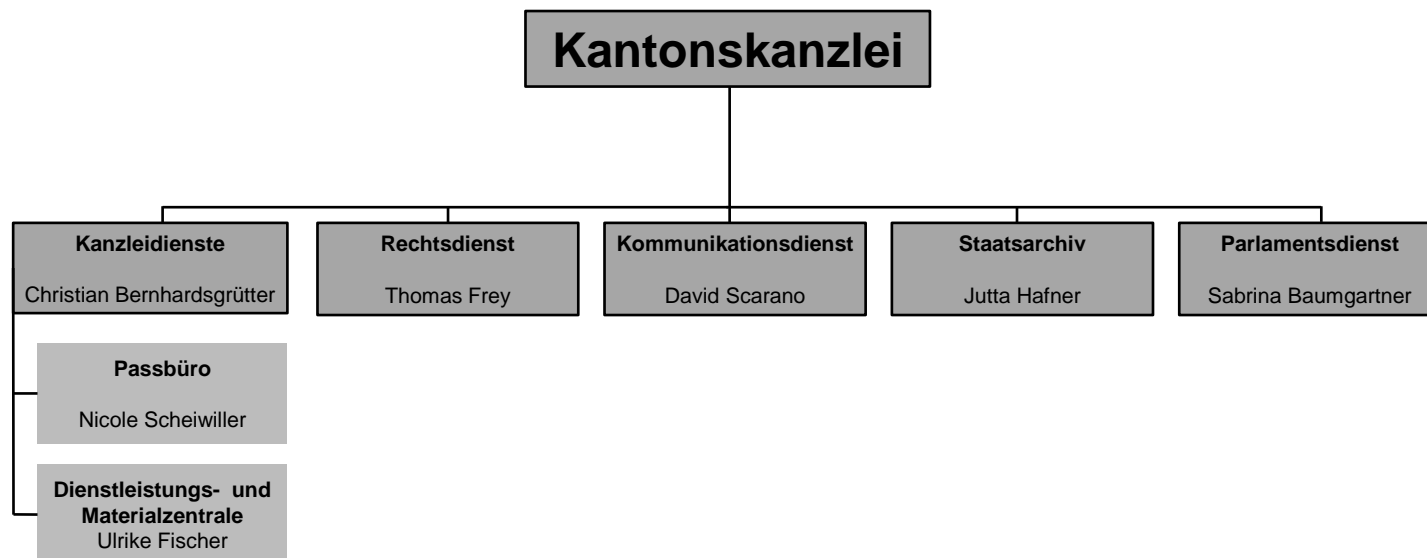 Kantonskanzlei
Kanzleidienste
Christian Bernhardsgrütter
Rechtsdienst
Thomas Frey
Kommunikationsdienst
David Scarano
Staatsarchiv
Jutta Hafner
Parlamentsdienst
Sabrina Baumgartner
Passbüro
Nicole Scheiwiller
Dienstleistungs- und
Materialzentrale
Ulrike Fischer